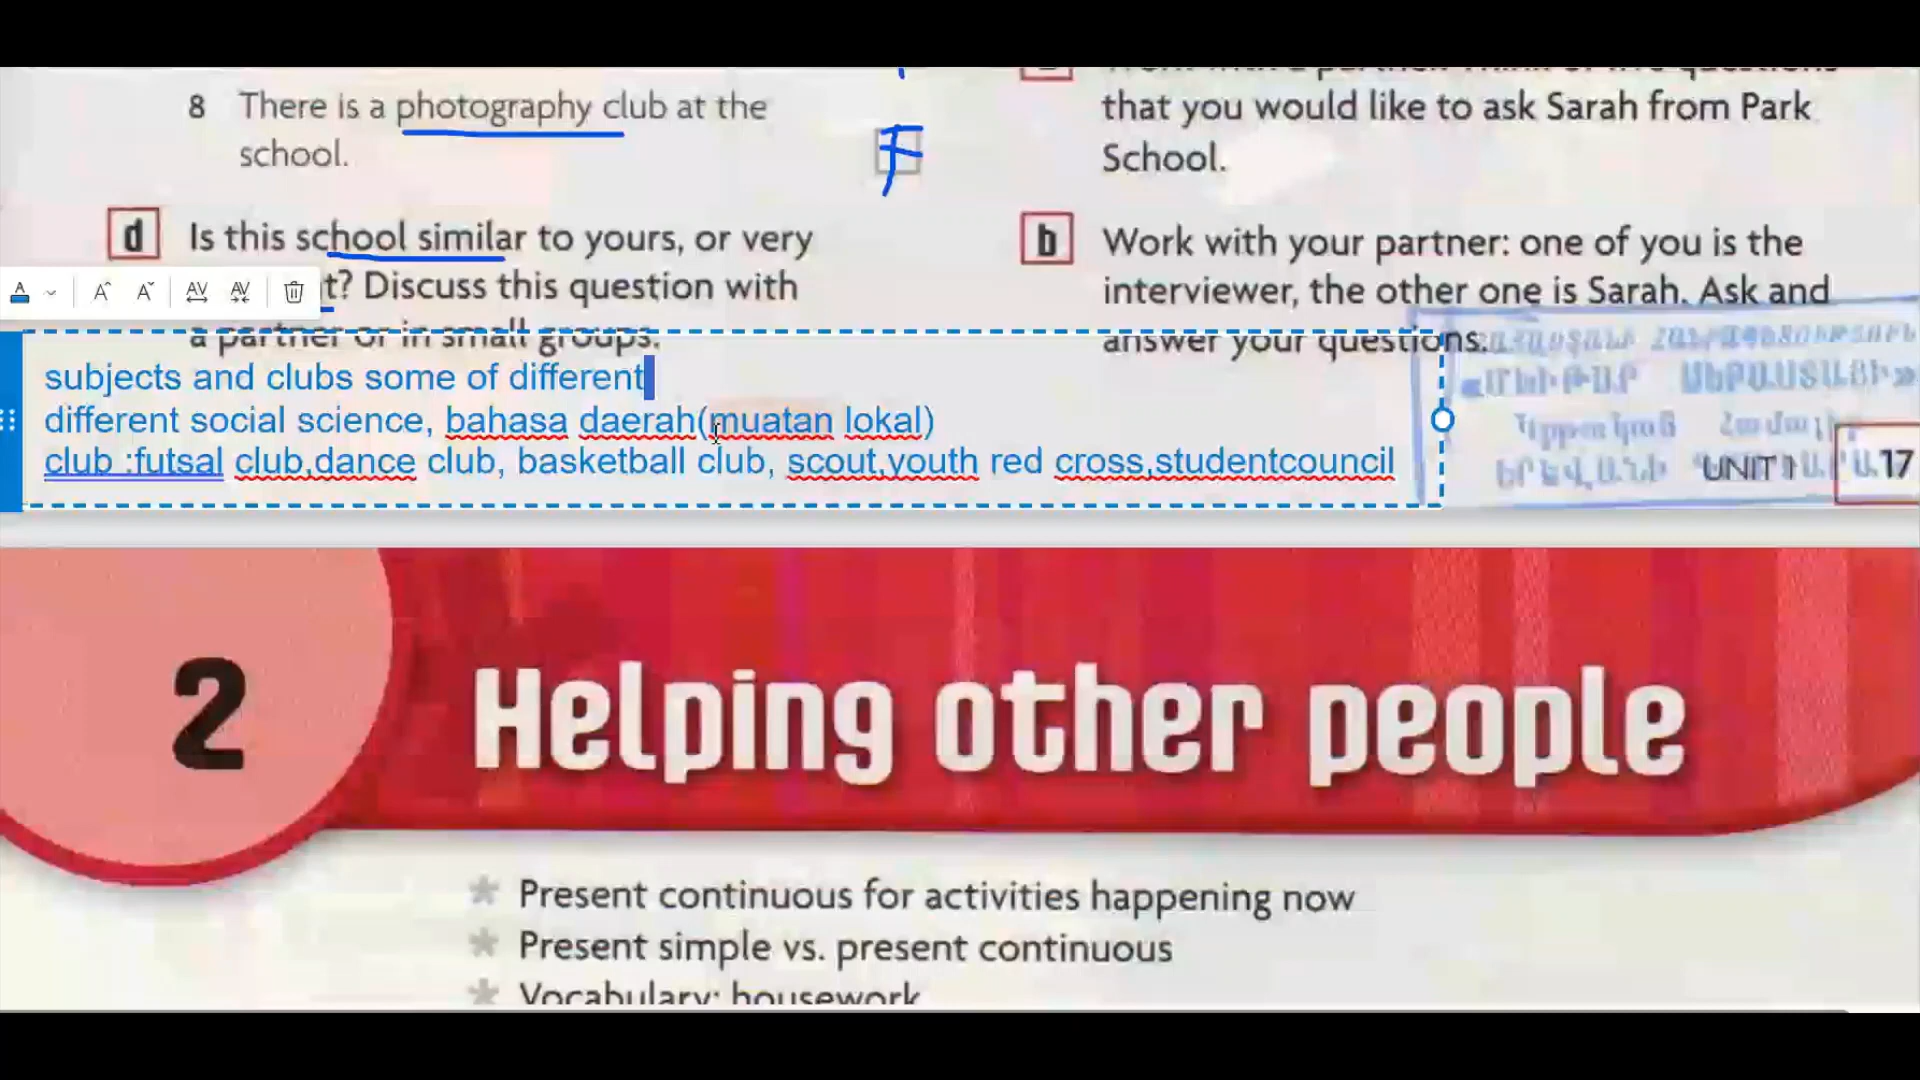 8 There is a photography club at the
school.
F
d Is this school similar to yours, or very
t? Discuss this question with
a partner or in small groups.
that you would like to ask Sarah from Park
School.
b Work with your partner: one of you is the
interviewer, the other one is Sarah. Ask and
answer your questions.
subjects and clubs some of different
different social science, bahasa daerah(muatan lokal)
club :futsal club,dance club, basketball club, scout,youth red cross,studentcouncil
UNIT 1 17
2 Helping other people
* Present continuous for activities happening now
* Present simple vs. present continuous
* Vocabulary: housework